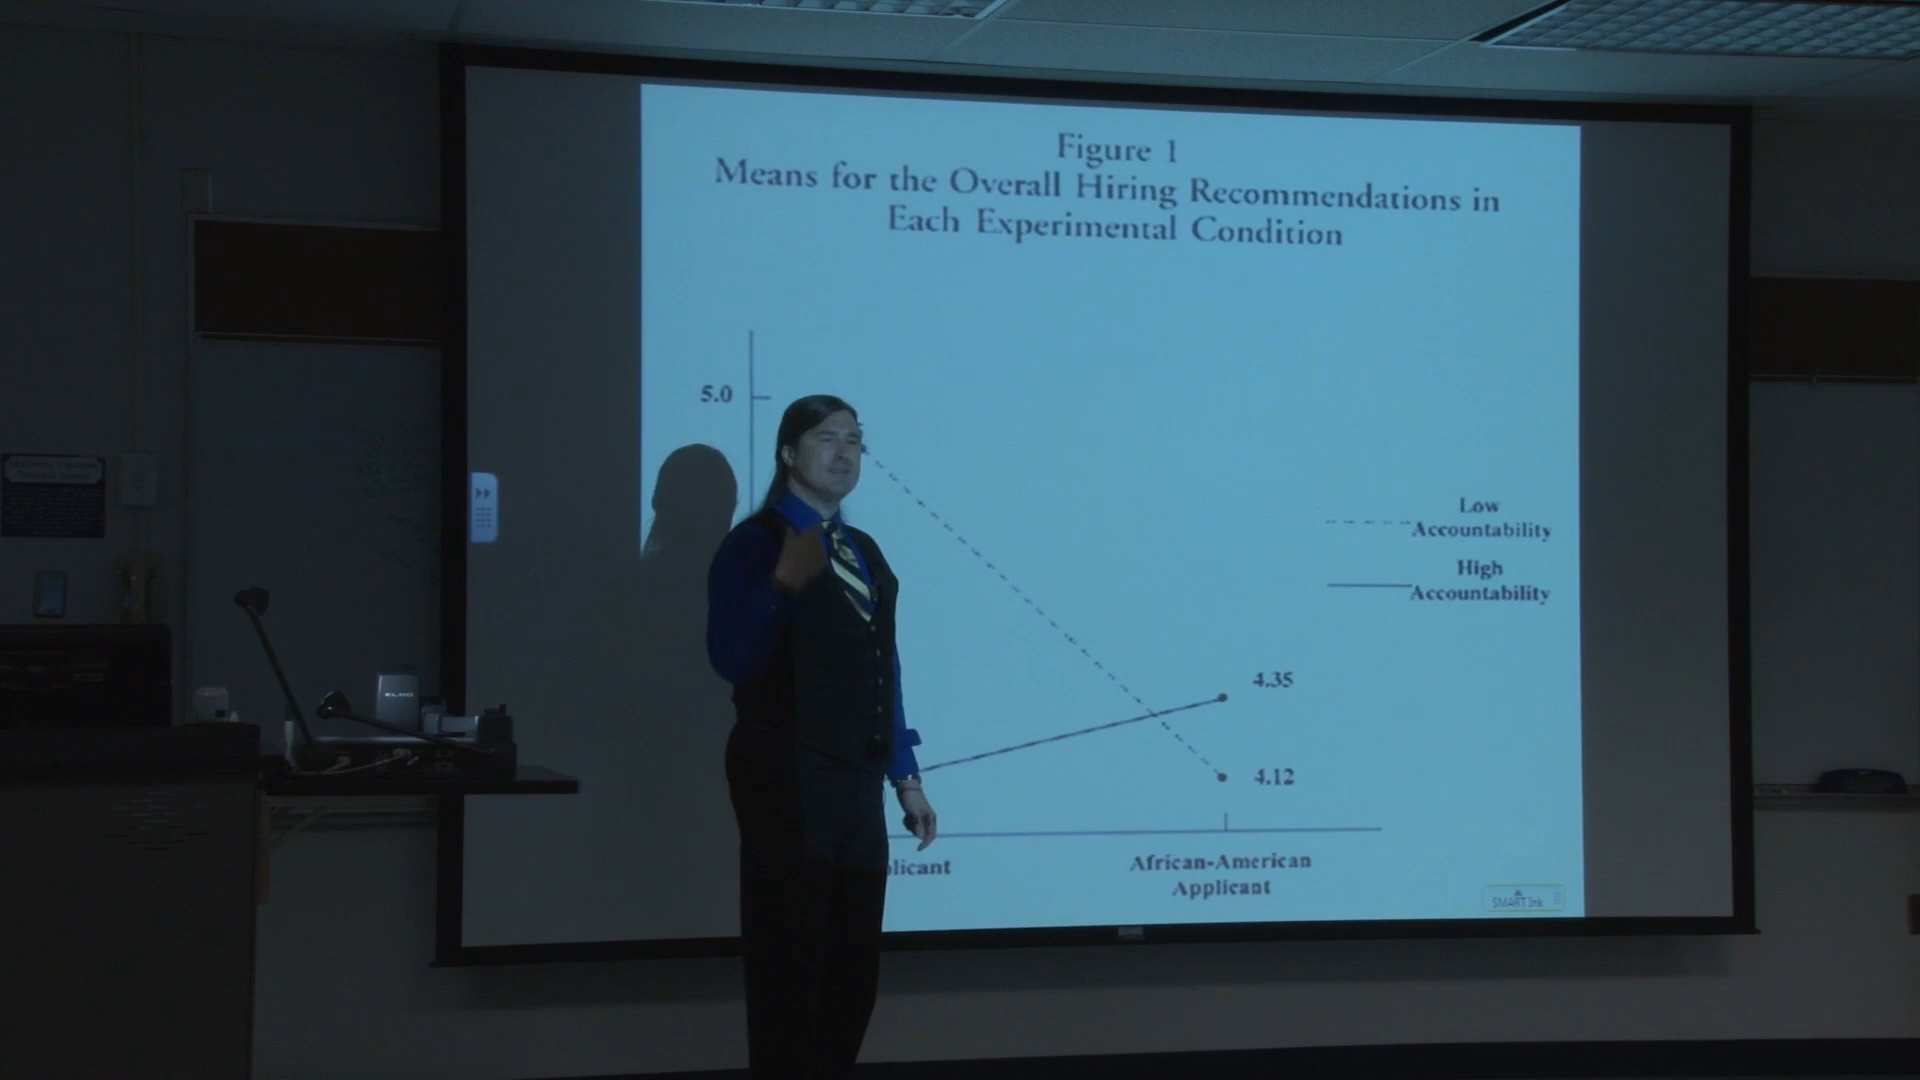 Figure 1
Means for the Overall Hiring Recommendations in
Each Experimental Condition
5.0
Low
Accountability
High
Accountability
4.35
4.12
plicant
African-American
Applicant
SMART Ink
ELMO